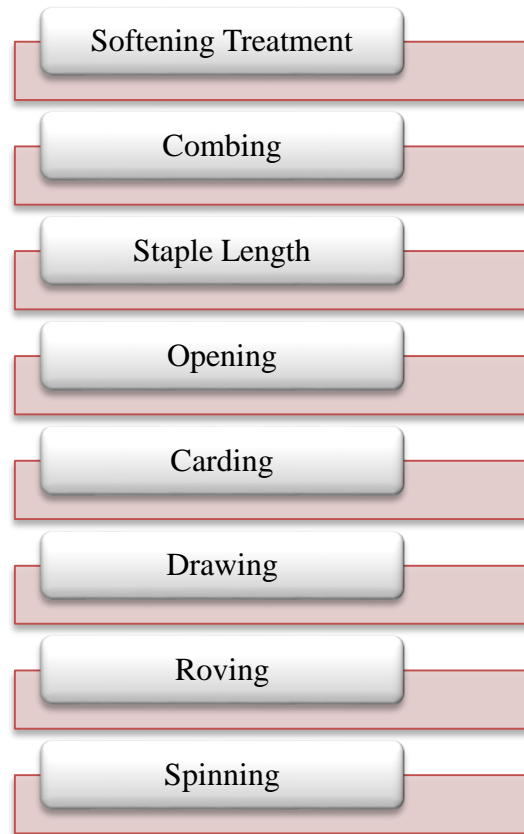 Softening Treatment
Combing
Staple Length
Opening
Carding
Drawing
Roving
Spinning